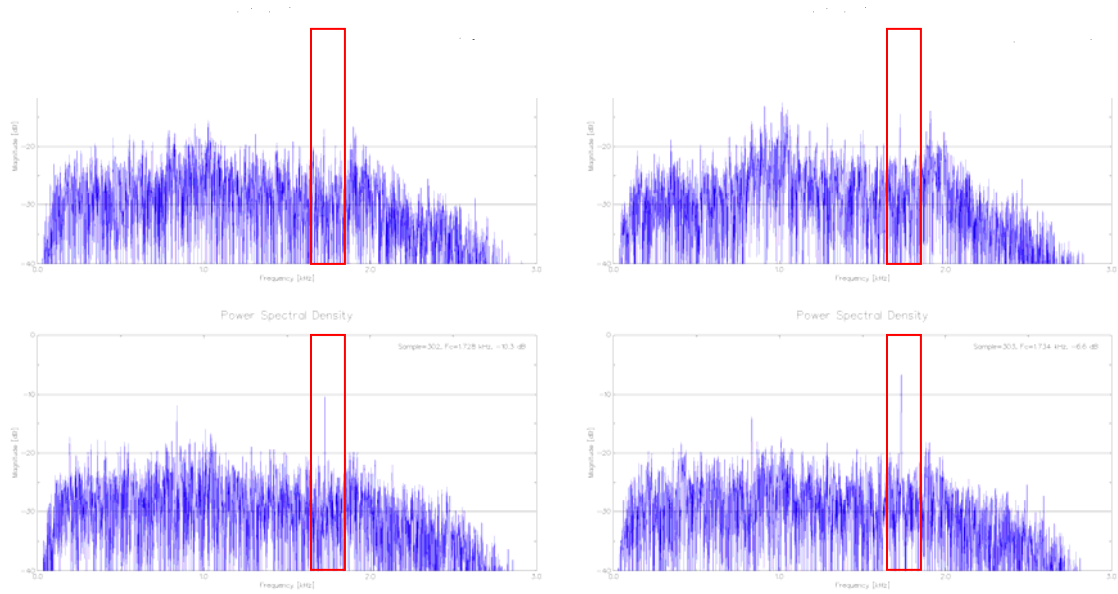 -20
-30
-40
Magnitude [dB]
0.0 1.0 2.0 3.0
Frequency [kHz]
-20
-30
-40
Magnitude [dB]
0.0 1.0 2.0 3.0
Frequency [kHz]
Power Spectral Density
Sample=302, Fc=1.728 kHz, -10.3 dB
0
-10
-20
-30
-40
Magnitude [dB]
0.0 1.0 2.0 3.0
Frequency [kHz]
Power Spectral Density
Sample=303, Fc=1.734 kHz, -6.6 dB
0
-10
-20
-30
-40
Magnitude [dB]
0.0 1.0 2.0 3.0
Frequency [kHz]